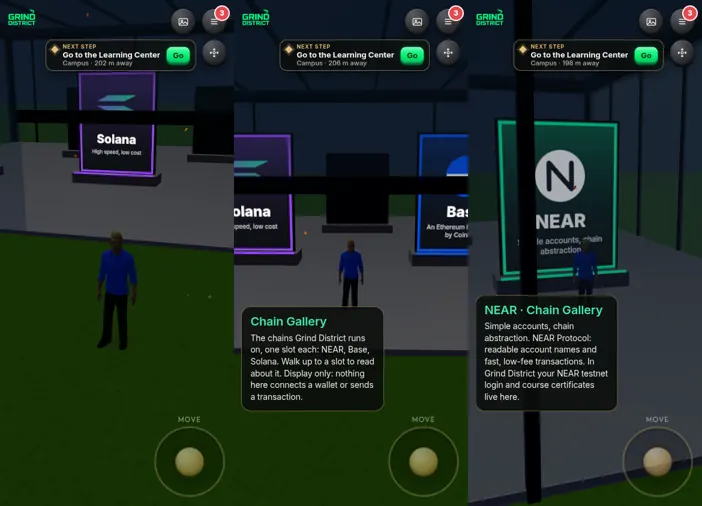 GRIND
DISTRICT
3
NEXT STEP
Go to the Learning Center
Campus · 202 m away
Go
Solana
High speed, low cost
MOVE
GRIND
DISTRICT
3
NEXT STEP
Go to the Learning Center
Campus · 206 m away
Go
olana
speed, low cost
Bas
An Ethereum
by Coin
Chain Gallery
The chains Grind District runs
on, one slot each: NEAR, Base,
Solana. Walk up to a slot to read
about it. Display only: nothing
here connects a wallet or sends
a transaction.
MOVE
GRIND
DISTRICT
3
NEXT STEP
Go to the Learning Center
Campus · 198 m away
Go
N
NEAR
accounts, chain
abstraction
NEAR · Chain Gallery
Simple accounts, chain
abstraction. NEAR Protocol:
readable account names and
fast, low-fee transactions. In
Grind District your NEAR testnet
login and course certificates
live here.
MOVE